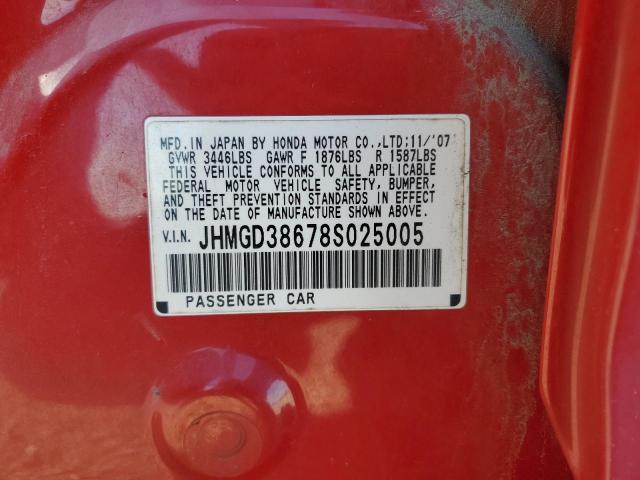 MFD. IN JAPAN BY HONDA MOTOR CO.,LTD;11/'07
GVWR 3446LBS GAWR F 1876LBS R 1587LBS
THIS VEHICLE CONFORMS TO ALL APPLICABLE
FEDERAL MOTOR VEHICLE SAFETY, BUMPER,
AND THEFT PREVENTION STANDARDS IN EFFECT
ON THE DATE OF MANUFACTURE SHOWN ABOVE.
V.I.N. JHMGD38678S025005
PASSENGER CAR